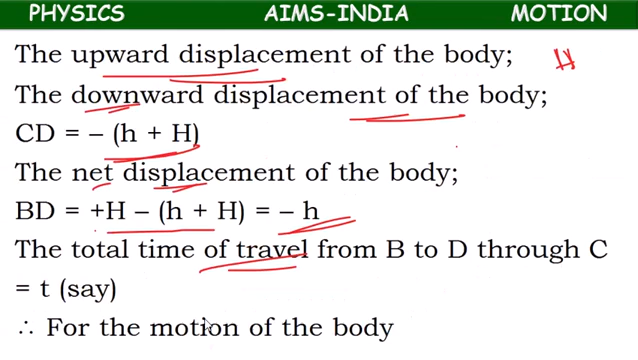 PHYSICS AIMS-INDIA MOTION
The upward displacement of the body; H
The downward displacement of the body;
CD = – (h + H)
The net displacement of the body;
BD = +H – (h + H) = – h
The total time of travel from B to D through C
= t (say)
∴ For the motion of the body